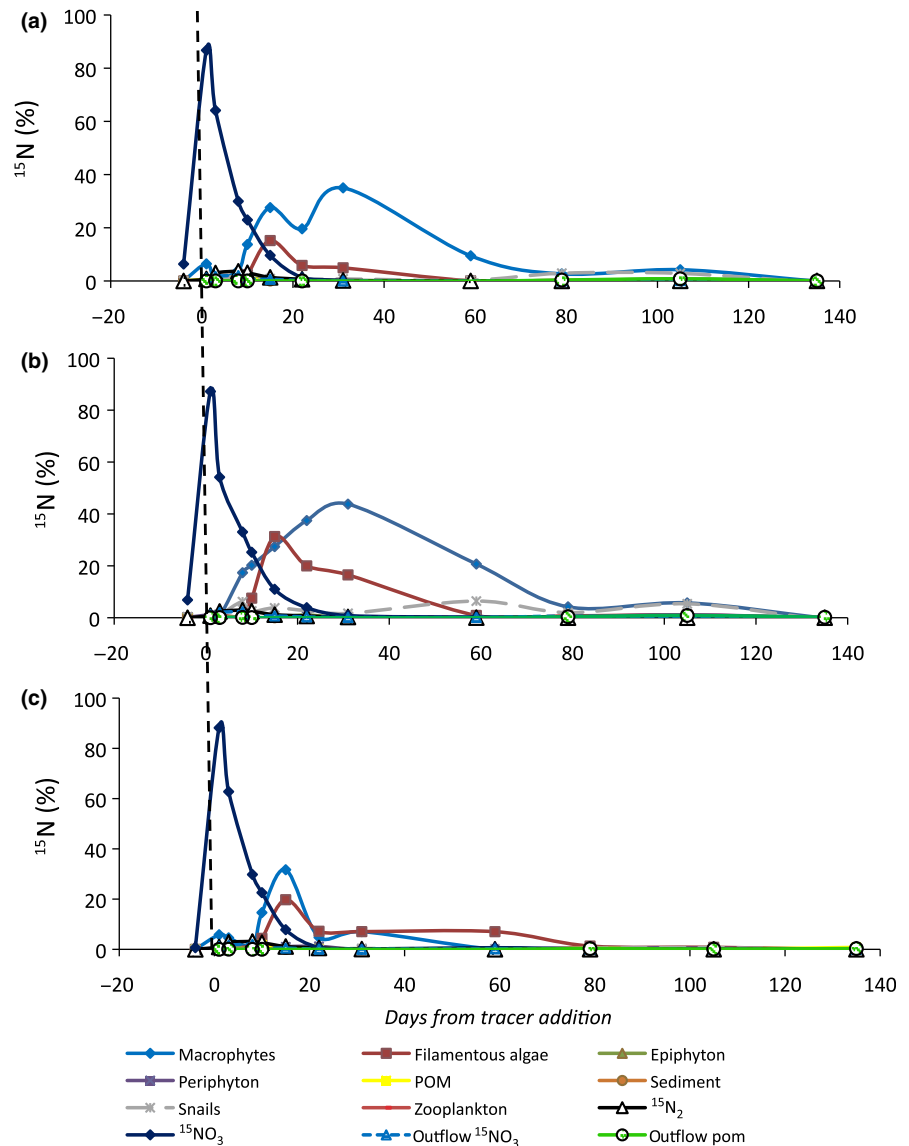 (a)
100
80
60
40
20
0
¹⁵N (%)
−20 0 20 40 60 80 100 120 140
(b)
100
80
60
40
20
0
¹⁵N (%)
−20 0 20 40 60 80 100 120 140
(c)
100
80
60
40
20
0
¹⁵N (%)
−20 0 20 40 60 80 100 120 140
Days from tracer addition
Macrophytes Filamentous algae Epiphyton
Periphyton POM Sediment
Snails Zooplankton ¹⁵N₂
¹⁵NO₃ Outflow ¹⁵NO₃ Outflow pom